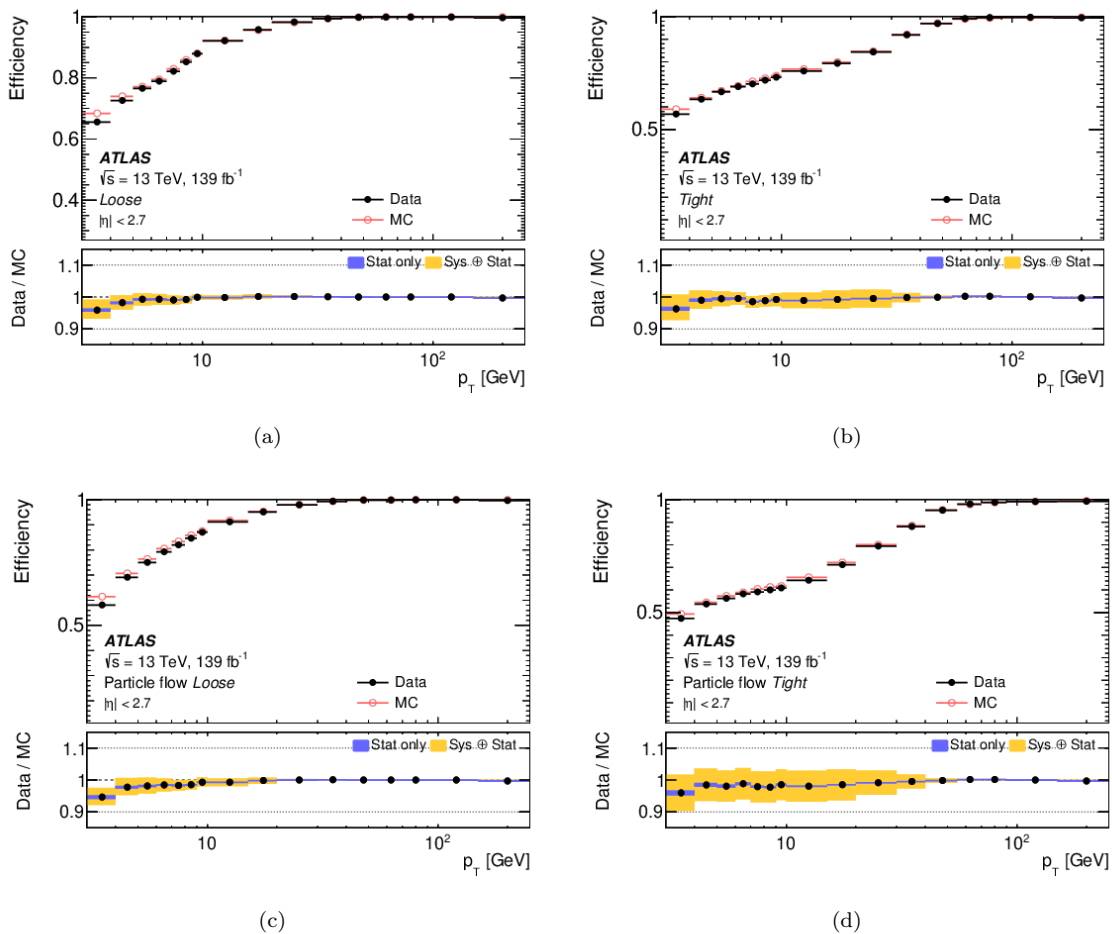 Efficiency
1
0.8
0.6
0.4
ATLAS
√s = 13 TeV, 139 fb⁻¹
Loose
|η| < 2.7
Data
MC
Data / MC
1.1
1
0.9
Stat only
Sys ⊕ Stat
10
10²
p_T [GeV]
(a)
Efficiency
1
0.5
ATLAS
√s = 13 TeV, 139 fb⁻¹
Tight
|η| < 2.7
Data
MC
Data / MC
1.1
1
0.9
Stat only
Sys ⊕ Stat
10
10²
p_T [GeV]
(b)
Efficiency
1
0.5
ATLAS
√s = 13 TeV, 139 fb⁻¹
Particle flow Loose
|η| < 2.7
Data
MC
Data / MC
1.1
1
0.9
Stat only
Sys ⊕ Stat
10
10²
p_T [GeV]
(c)
Efficiency
1
0.5
ATLAS
√s = 13 TeV, 139 fb⁻¹
Particle flow Tight
|η| < 2.7
Data
MC
Data / MC
1.1
1
0.9
Stat only
Sys ⊕ Stat
10
10²
p_T [GeV]
(d)